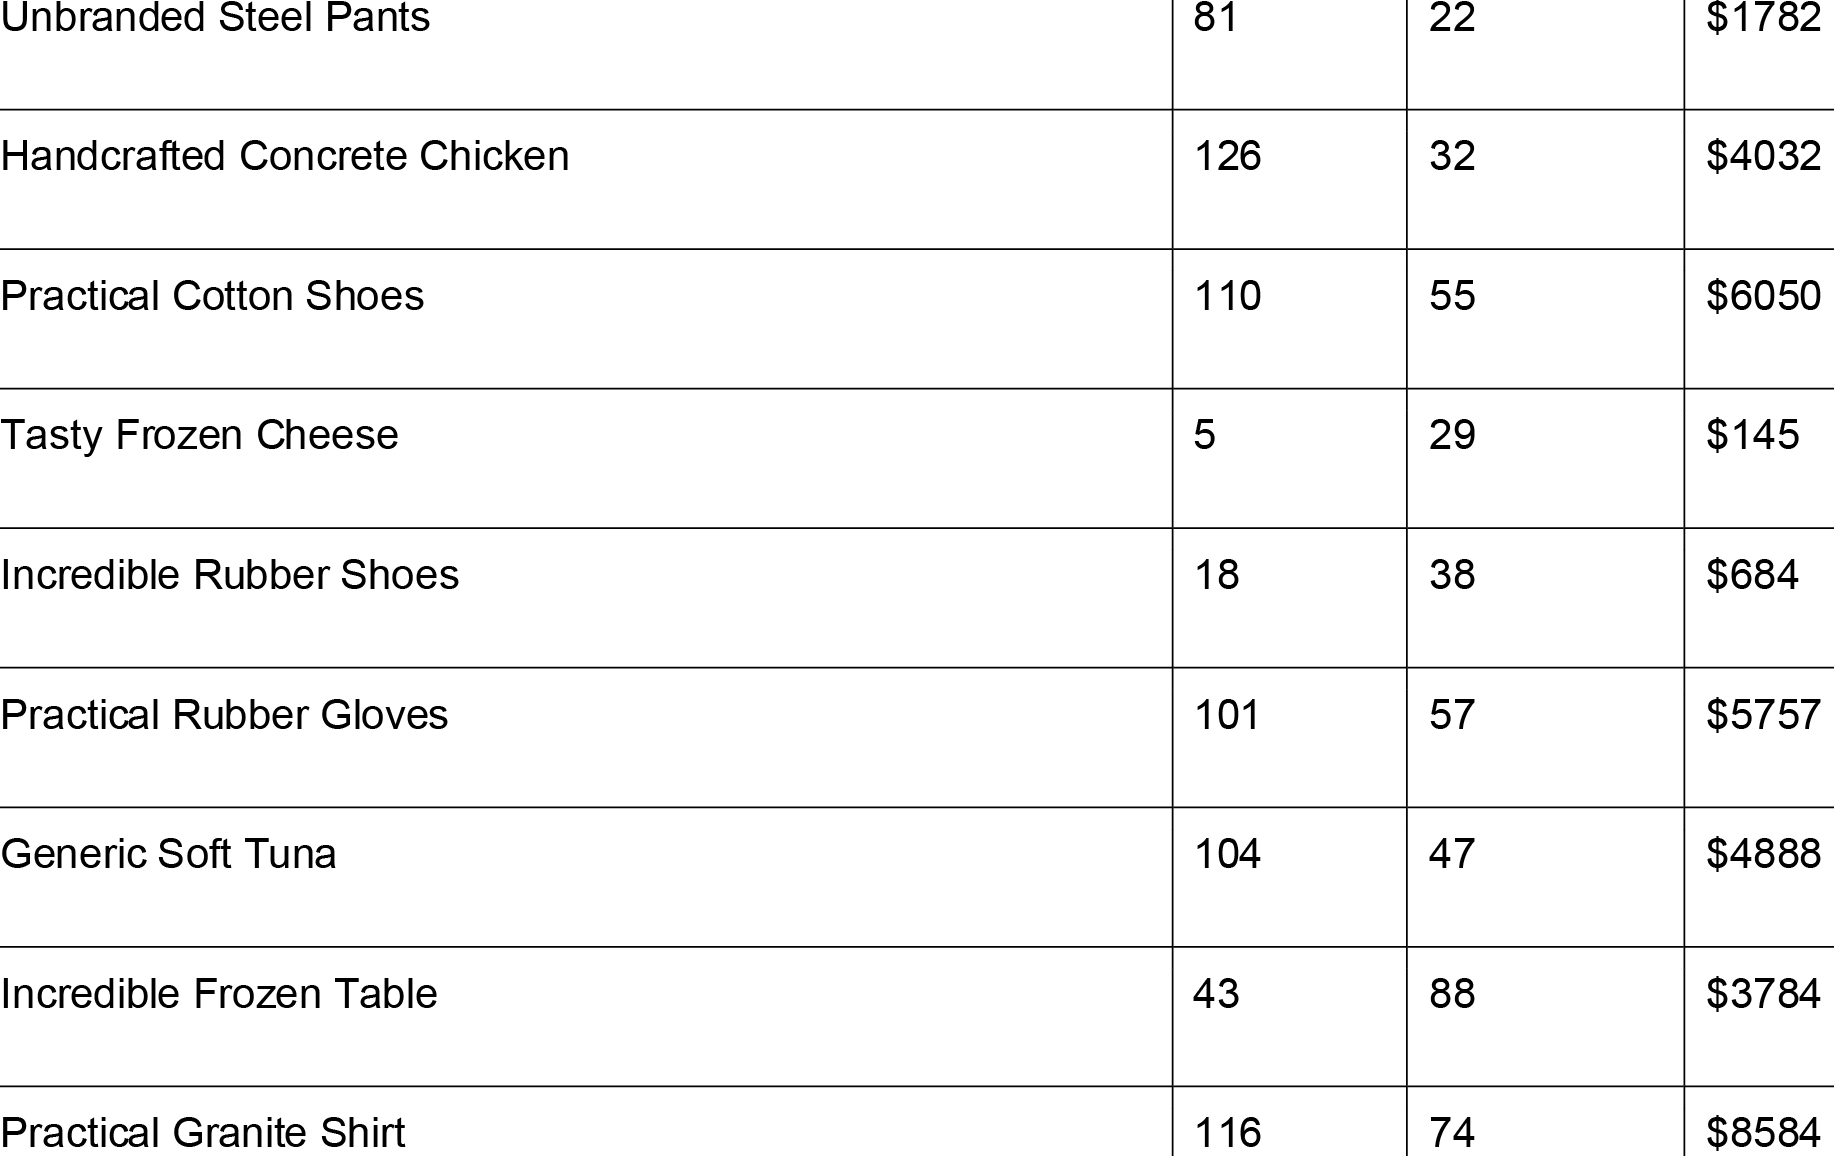 Unbranded Steel Pants 81 22 $1782
Handcrafted Concrete Chicken 126 32 $4032
Practical Cotton Shoes 110 55 $6050
Tasty Frozen Cheese 5 29 $145
Incredible Rubber Shoes 18 38 $684
Practical Rubber Gloves 101 57 $5757
Generic Soft Tuna 104 47 $4888
Incredible Frozen Table 43 88 $3784
Practical Granite Shirt 116 74 $8584